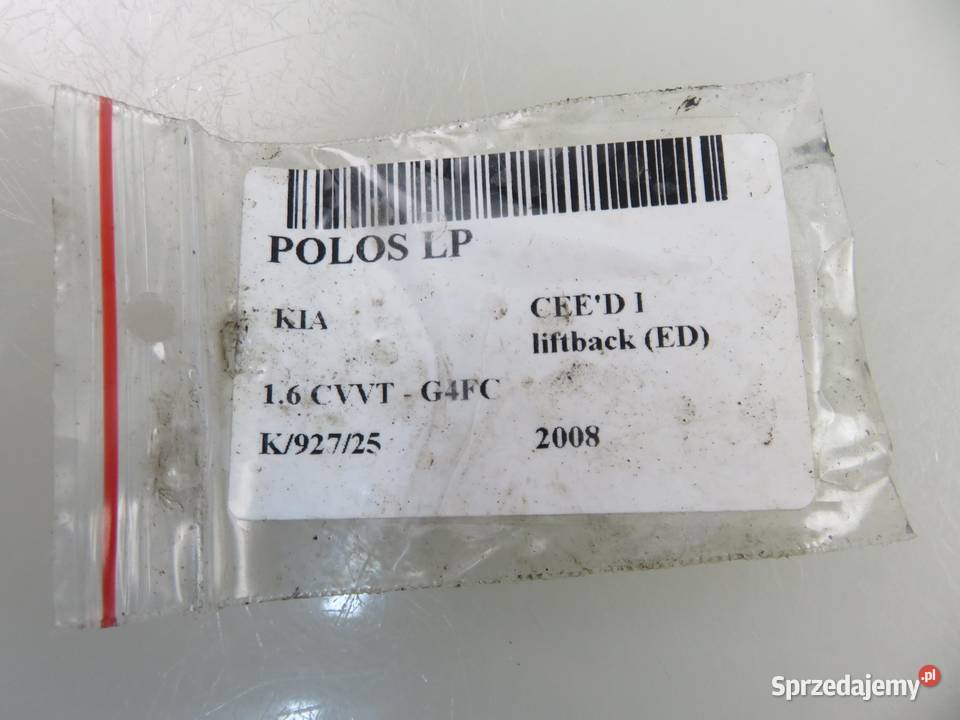 POLOS LP
KIA
CEE'D I
liftback (ED)
1.6 CVVT - G4FC
K/927/25
2008
Sprzedajemy.pl